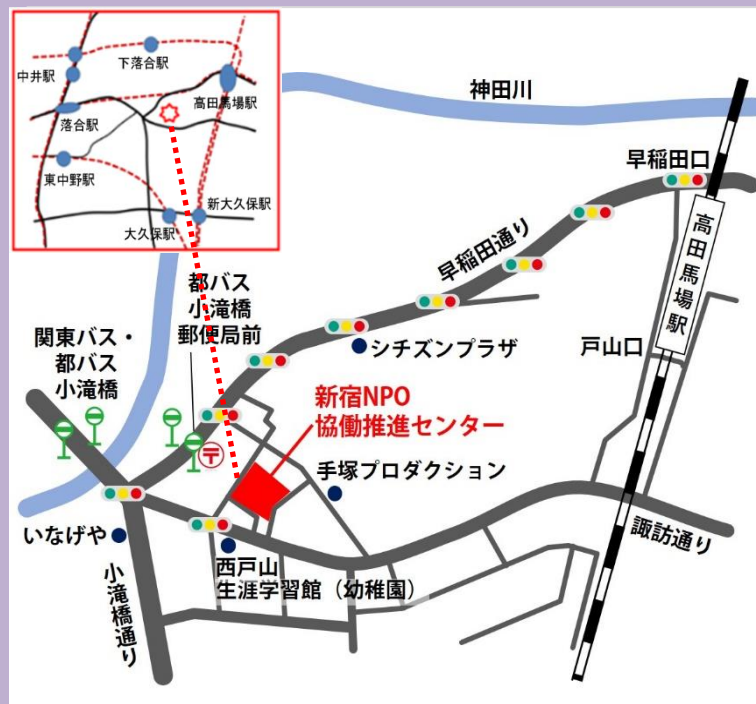 中井駅
下落合駅
高田馬場駅
落合駅
東中野駅
新大久保駅
大久保駅
神田川
早稲田口
早稲田通り
高田馬場駅
都バス
小滝橋
郵便局前
関東バス・
都バス
小滝橋
シチズンプラザ
戸山口
新宿NPO
協働推進センター
手塚プロダクション
〒
いなげや
西戸山
生涯学習館（幼稚園）
諏訪通り
小滝橋通り